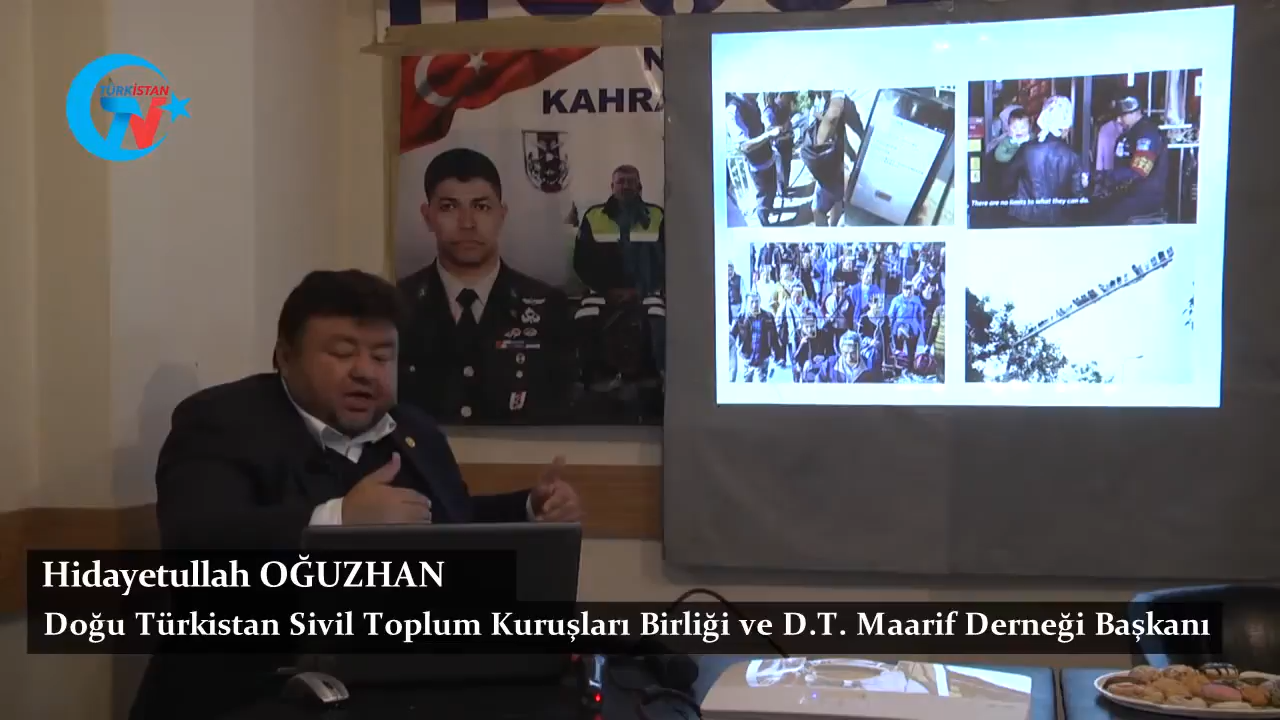 TÜRKİSTAN
TV
KAHRA
There are no limits to what they can do.
Hidayetullah OĞUZHAN
Doğu Türkistan Sivil Toplum Kuruşları Birliği ve D.T. Maarif Derneği Başkanı